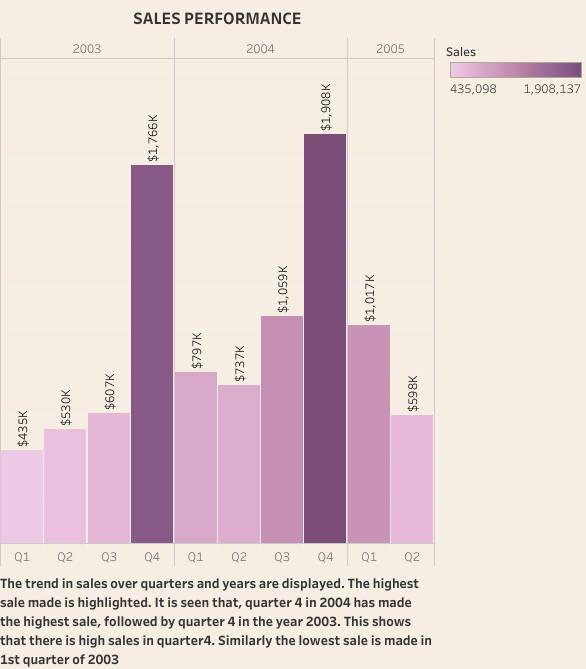 SALES PERFORMANCE
2003 2004 2005
Sales
435,098 1,908,137
$435K $530K $607K $1,766K $797K $737K $1,059K $1,908K $1,017K $598K
Q1 Q2 Q3 Q4 Q1 Q2 Q3 Q4 Q1 Q2
The trend in sales over quarters and years are displayed. The highest
sale made is highlighted. It is seen that, quarter 4 in 2004 has made
the highest sale, followed by quarter 4 in the year 2003. This shows
that there is high sales in quarter4. Similarly the lowest sale is made in
1st quarter of 2003